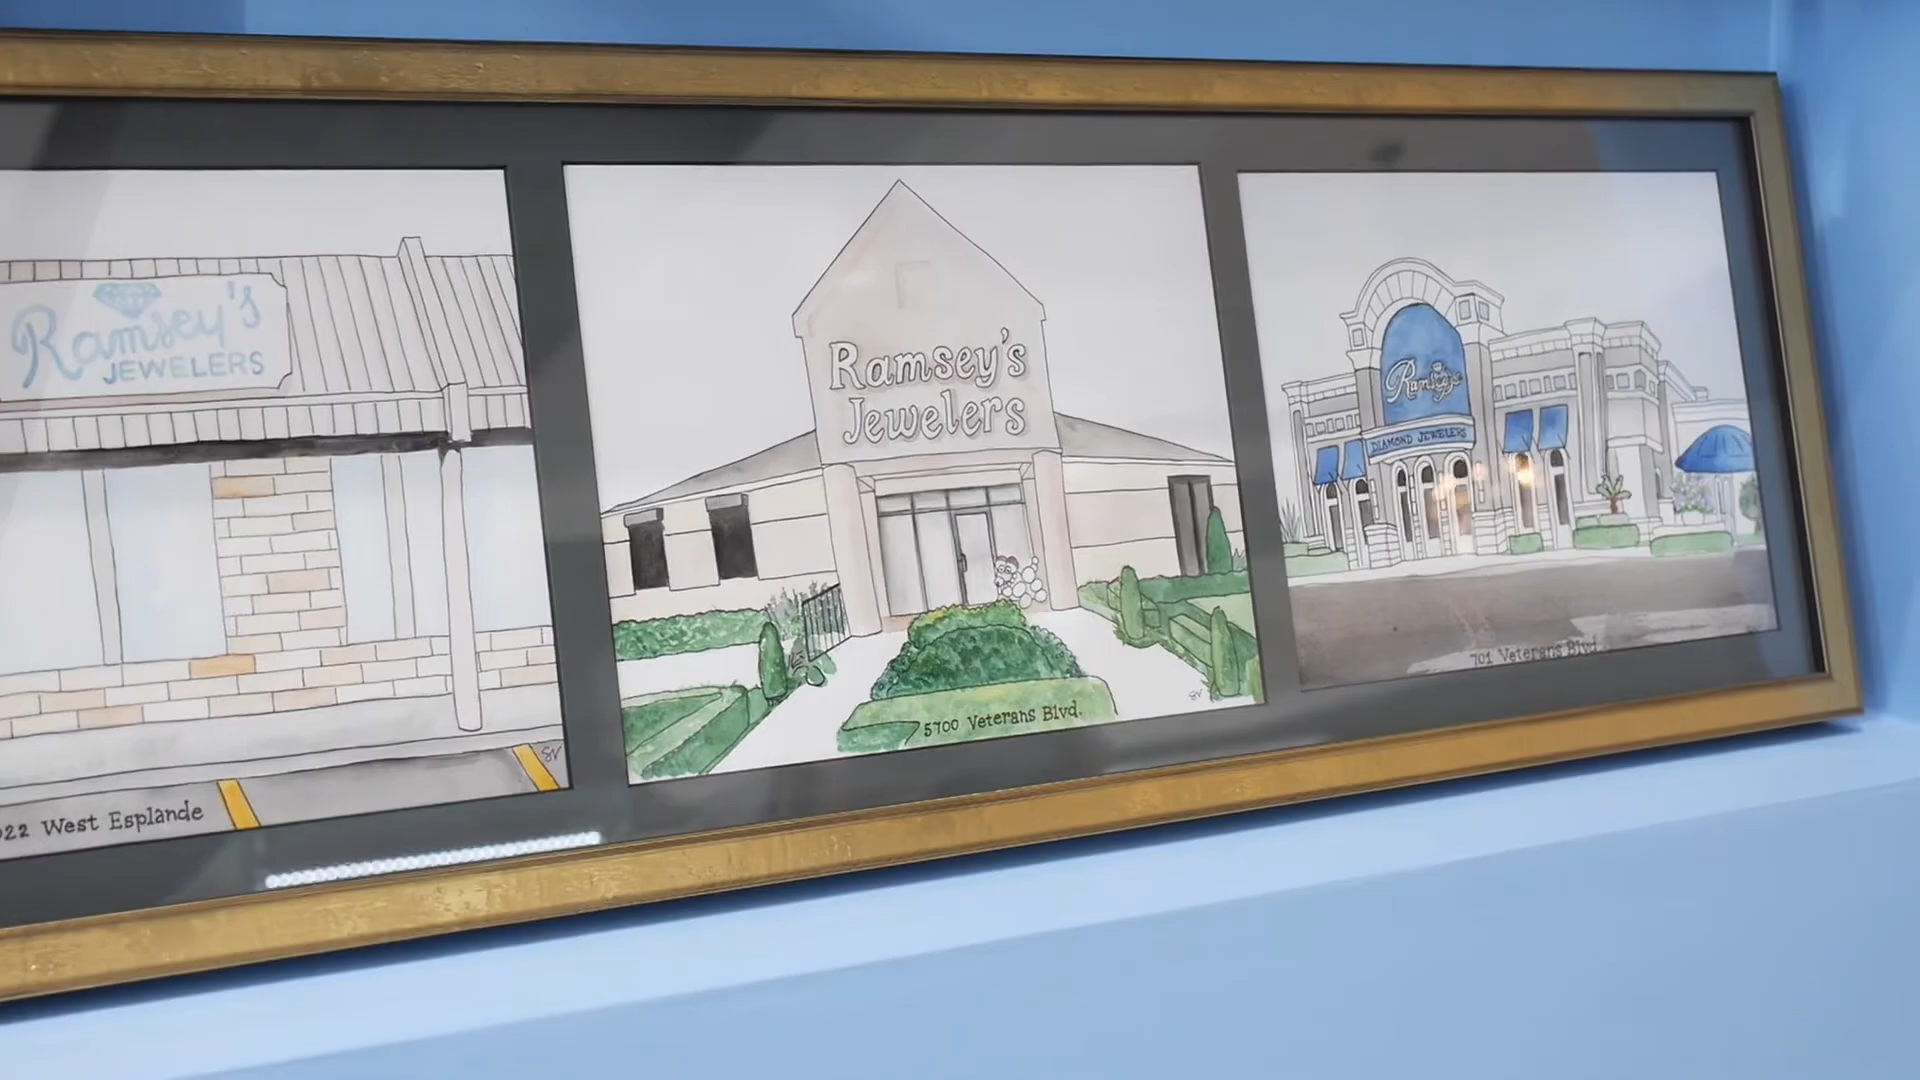 Ramsey's
JEWELERS
22 West Esplande
SV
Ramsey's
Jewelers
5700 Veterans Blvd.
SV
Ramsey's
DIAMOND JEWELERS
701 Veterans Blvd.